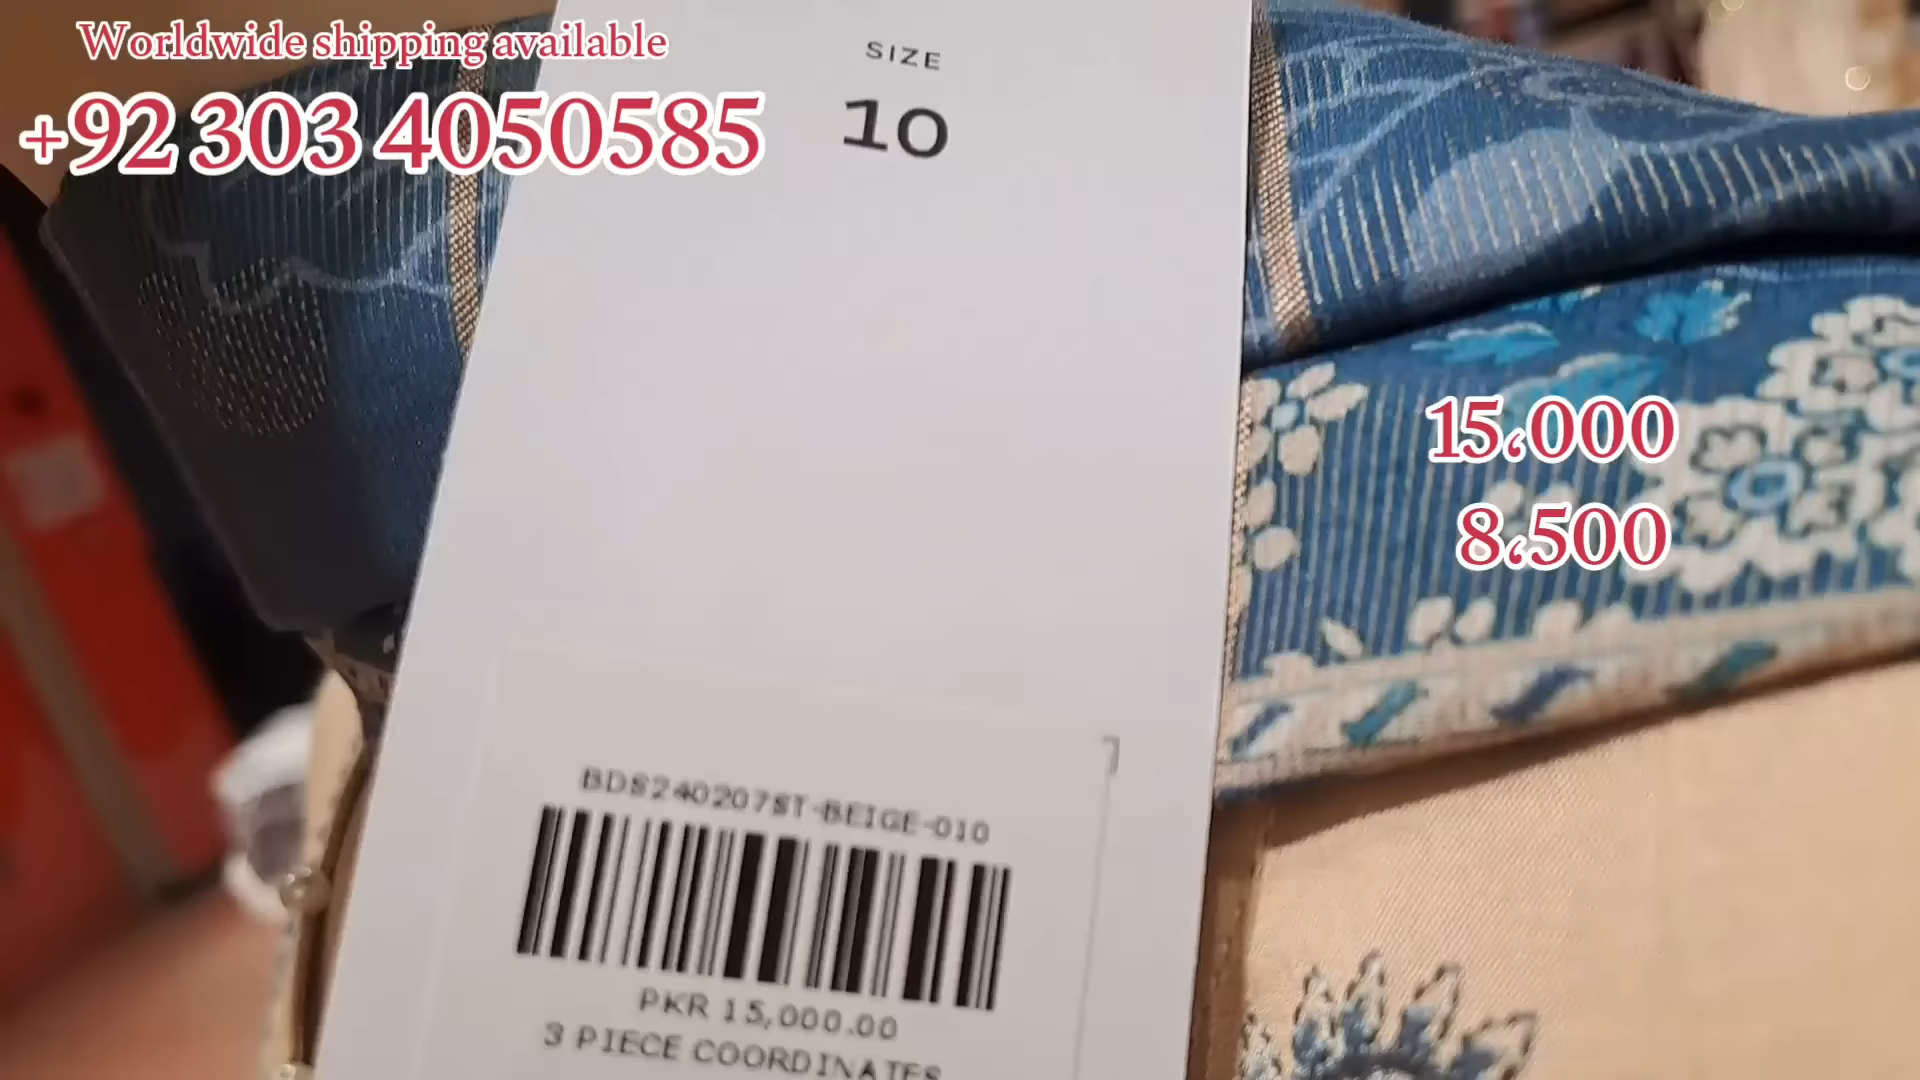 Worldwide shipping available
+92 303 4050585
SIZE
10
15،000
8،500
BDS2402078T-BEIGE-010
PKR 15,000.00
3 PIECE COORDINATES